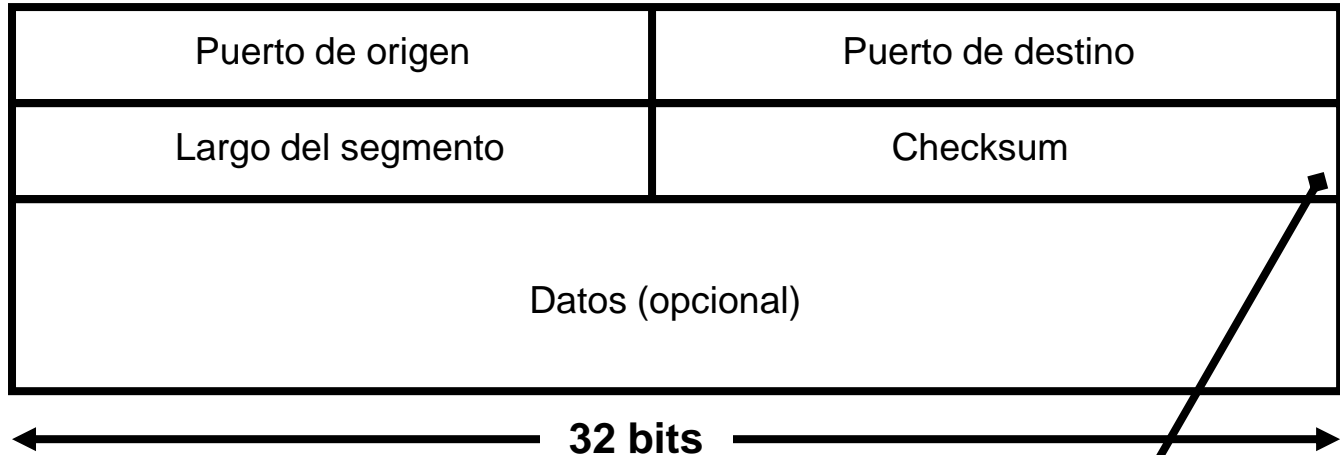 Puerto de origen
Puerto de destino
Largo del segmento
Checksum
Datos (opcional)
32 bits